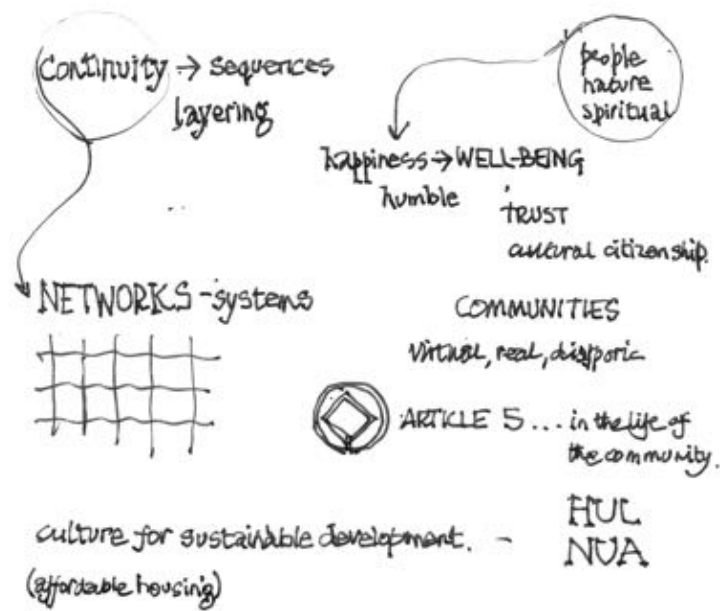 continuity → sequences
layering
people
nature
spiritual
happiness → WELL-BEING
humble
TRUST
cultural citizenship.
NETWORKS - systems
COMMUNITIES
virtual, real, diasporic
ARTICLE 5 ... in the life of
the community.
HUL
NUA
culture for sustainable development. -
(affordable housing)